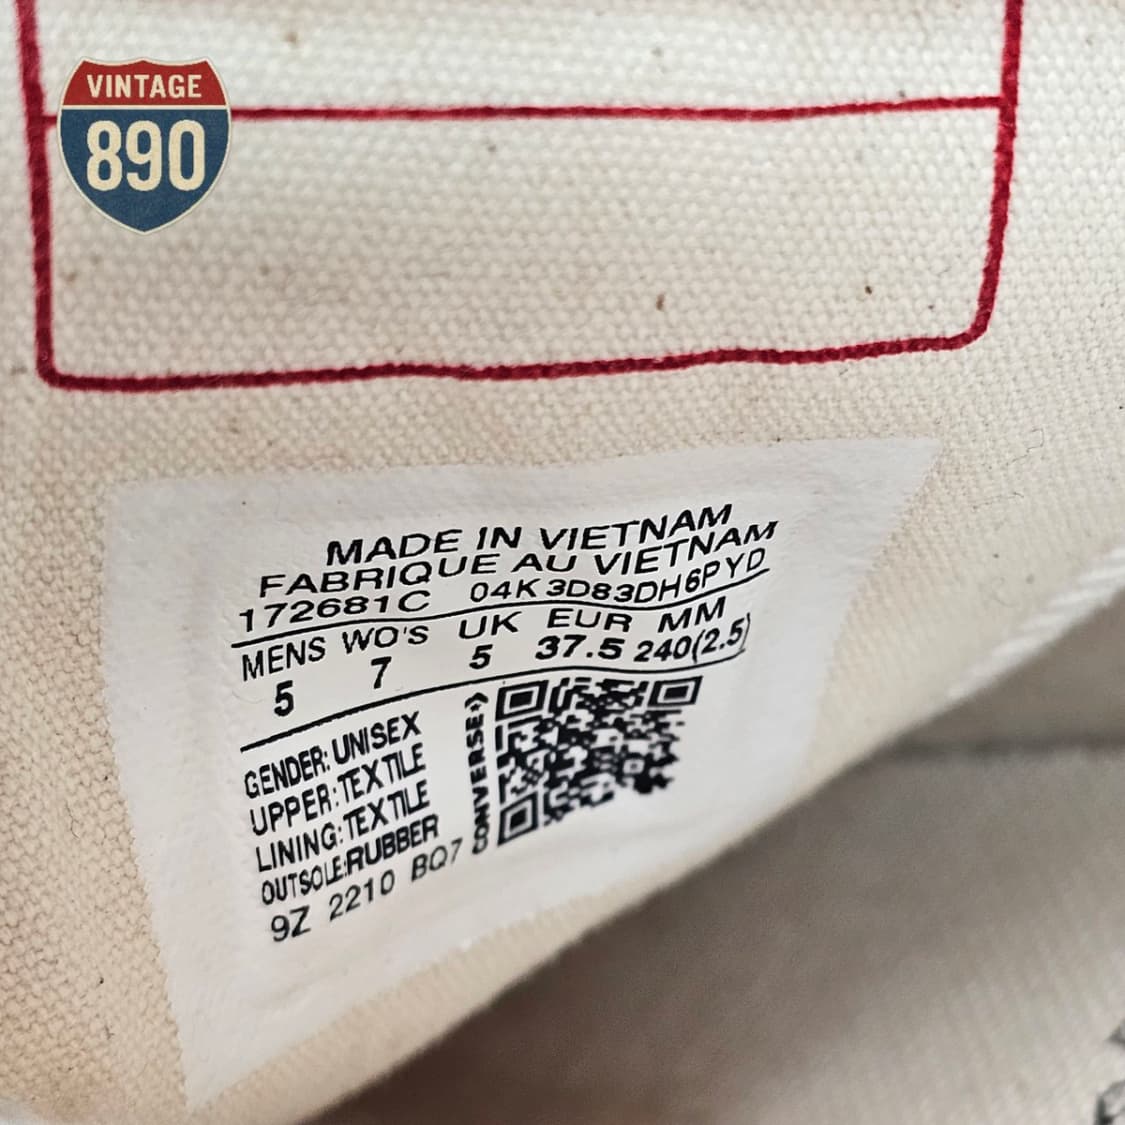 VINTAGE
890
MADE IN VIETNAM
FABRIQUE AU VIETNAM
172681C 04K3D83DH6PYD
MENS WO'S UK EUR MM
5 7 5 37.5 240(2.5)
GENDER: UNISEX
UPPER: TEXTILE
LINING: TEXTILE
OUTSOLE:RUBBER
9Z 2210 BQ7
CONVERSE